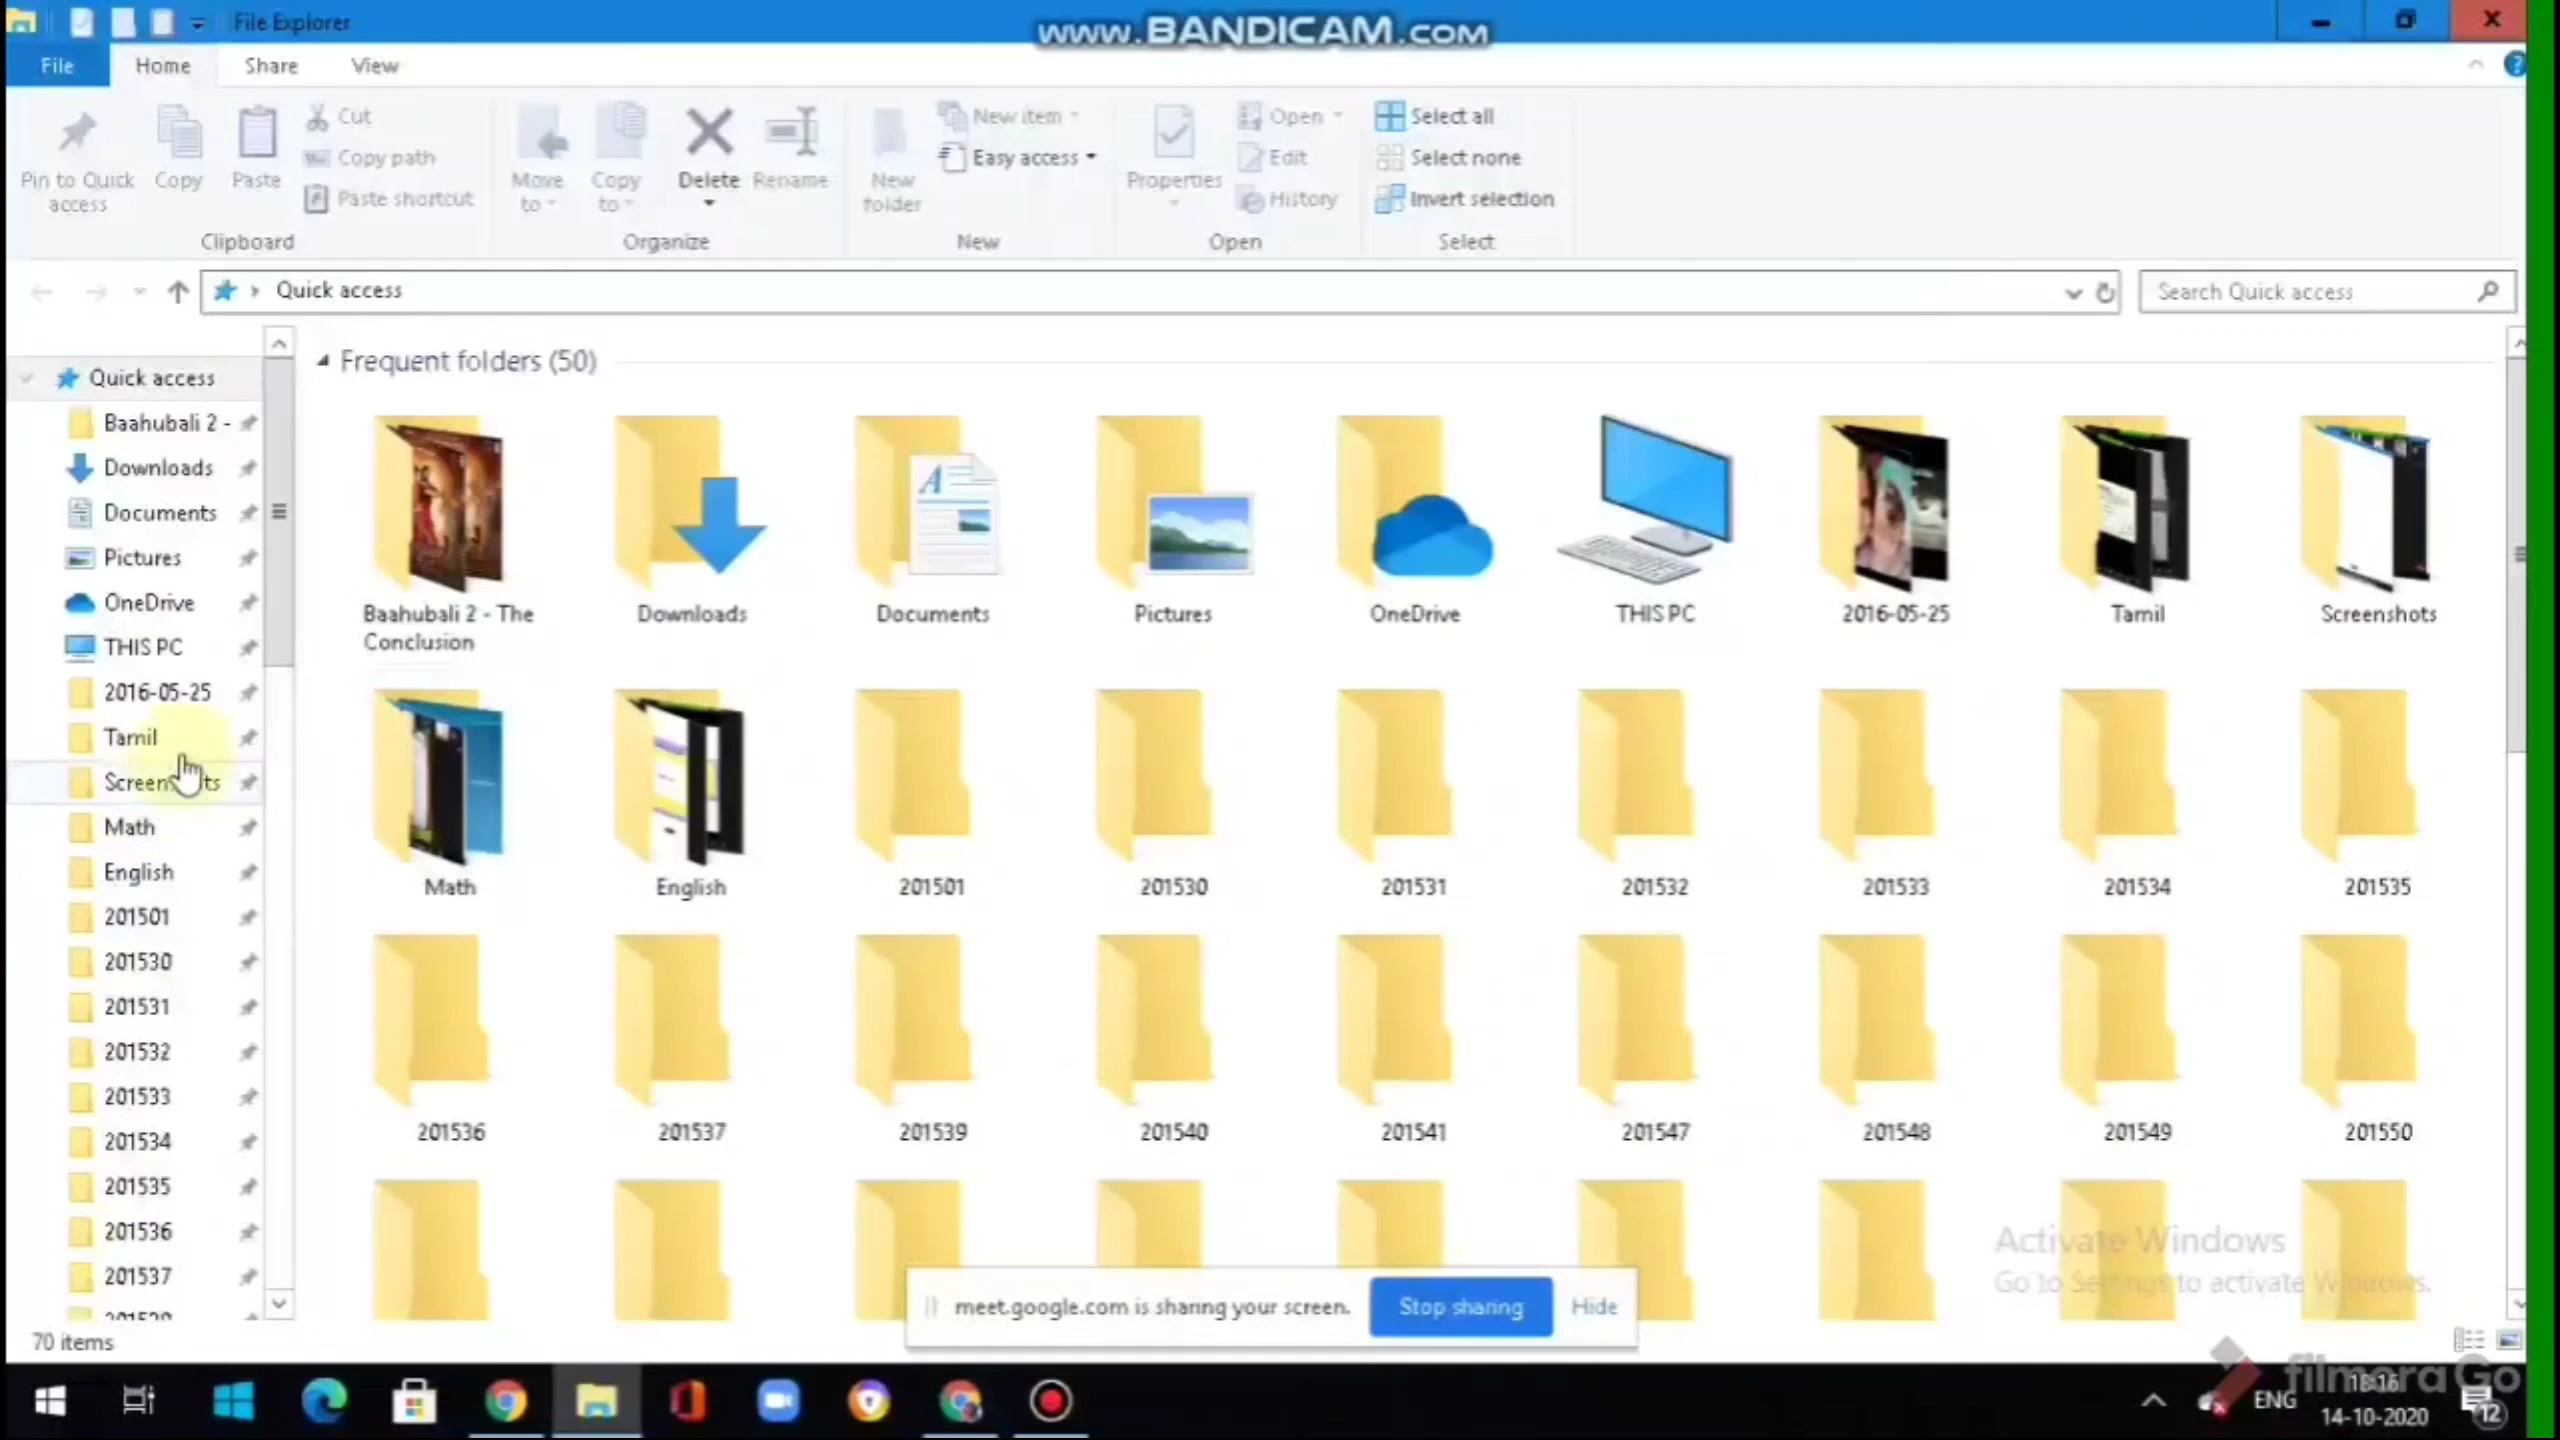 File Explorer
www.BANDICAM.com
File Home Share View
Pin to Quick access
Copy
Paste
Cut
Copy path
Paste shortcut
Clipboard
Move to
Copy to
Delete
Rename
Organize
New folder
New item
Easy access
New
Properties
Open
Edit
History
Open
Select all
Select none
Invert selection
Select
Quick access
Search Quick access
Quick access
Baahubali 2 -
Downloads
Documents
Pictures
OneDrive
THIS PC
2016-05-25
Tamil
Screenshots
Math
English
201501
201530
201531
201532
201533
201534
201535
201536
201537
Frequent folders (50)
Baahubali 2 - The Conclusion
Downloads
Documents
Pictures
OneDrive
THIS PC
2016-05-25
Tamil
Screenshots
Math
English
201501
201530
201531
201532
201533
201534
201535
201536
201537
201539
201540
201541
201547
201548
201549
201550
Activate Windows
Go to Settings to activate Windows.
meet.google.com is sharing your screen.
Stop sharing
Hide
70 items
filmora Go
ENG
18:16
14-10-2020
12